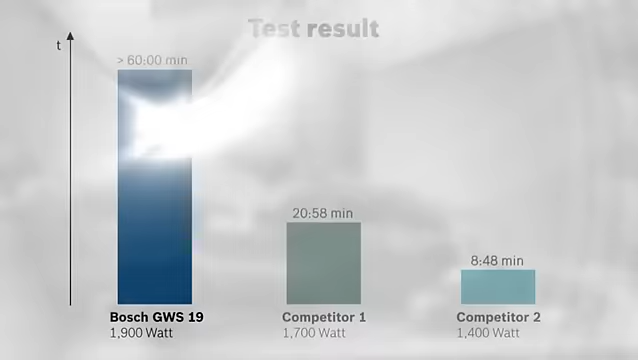 Test result
t
> 60:00 min
20:58 min
8:48 min
Bosch GWS 19
1,900 Watt
Competitor 1
1,700 Watt
Competitor 2
1,400 Watt